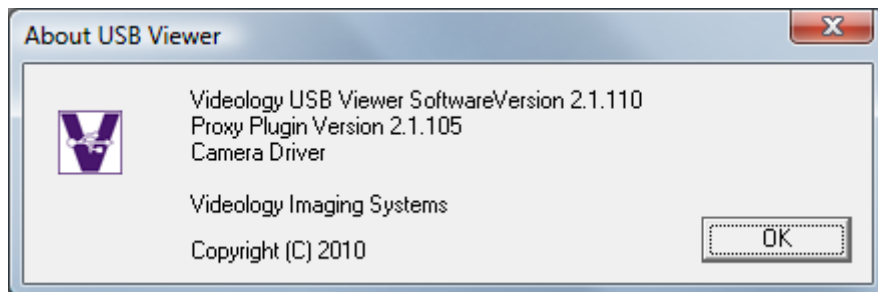 About USB Viewer
Videology USB Viewer SoftwareVersion 2.1.110
Proxy Plugin Version 2.1.105
Camera Driver
Videology Imaging Systems
Copyright (C) 2010
OK